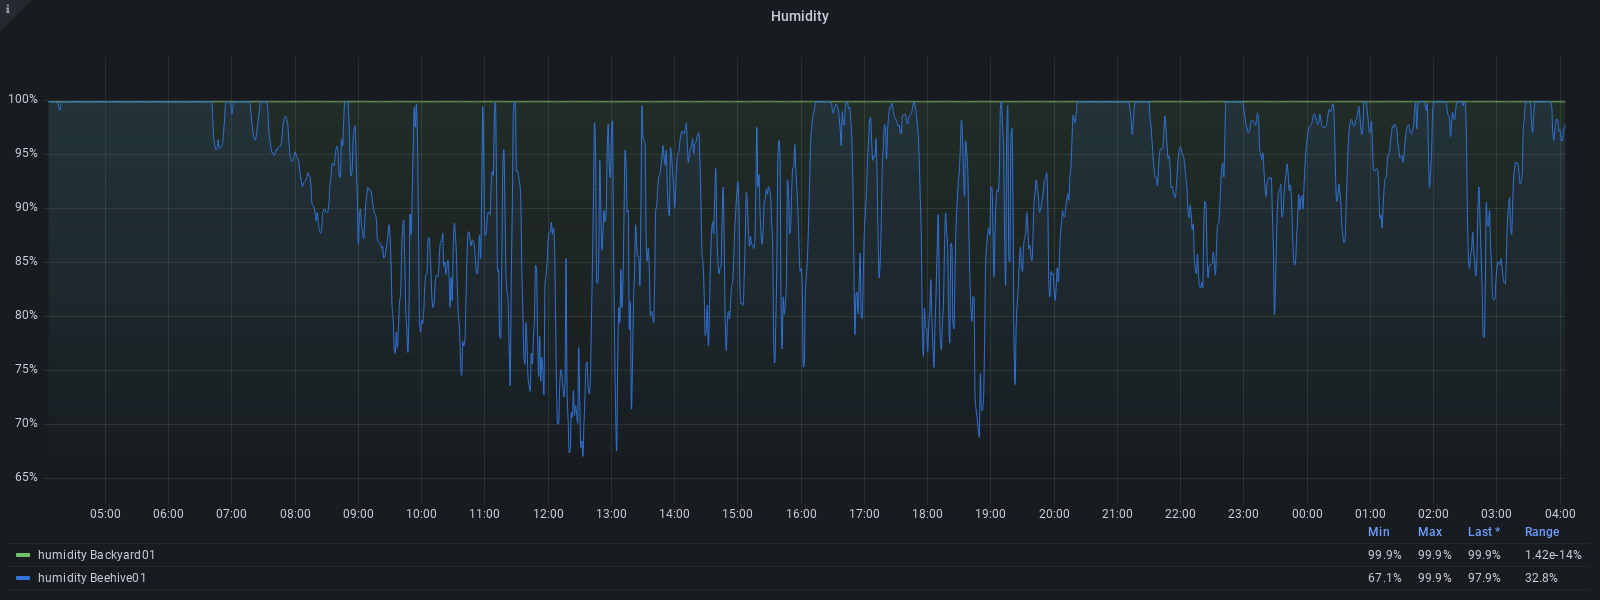 i
Humidity
100%
95%
90%
85%
80%
75%
70%
65%
05:00 06:00 07:00 08:00 09:00 10:00 11:00 12:00 13:00 14:00 15:00 16:00 17:00 18:00 19:00 20:00 21:00 22:00 23:00 00:00 01:00 02:00 03:00 04:00
Min Max Last * Range
humidity Backyard01 99.9% 99.9% 99.9% 1.42e-14%
humidity Beehive01 67.1% 99.9% 97.9% 32.8%